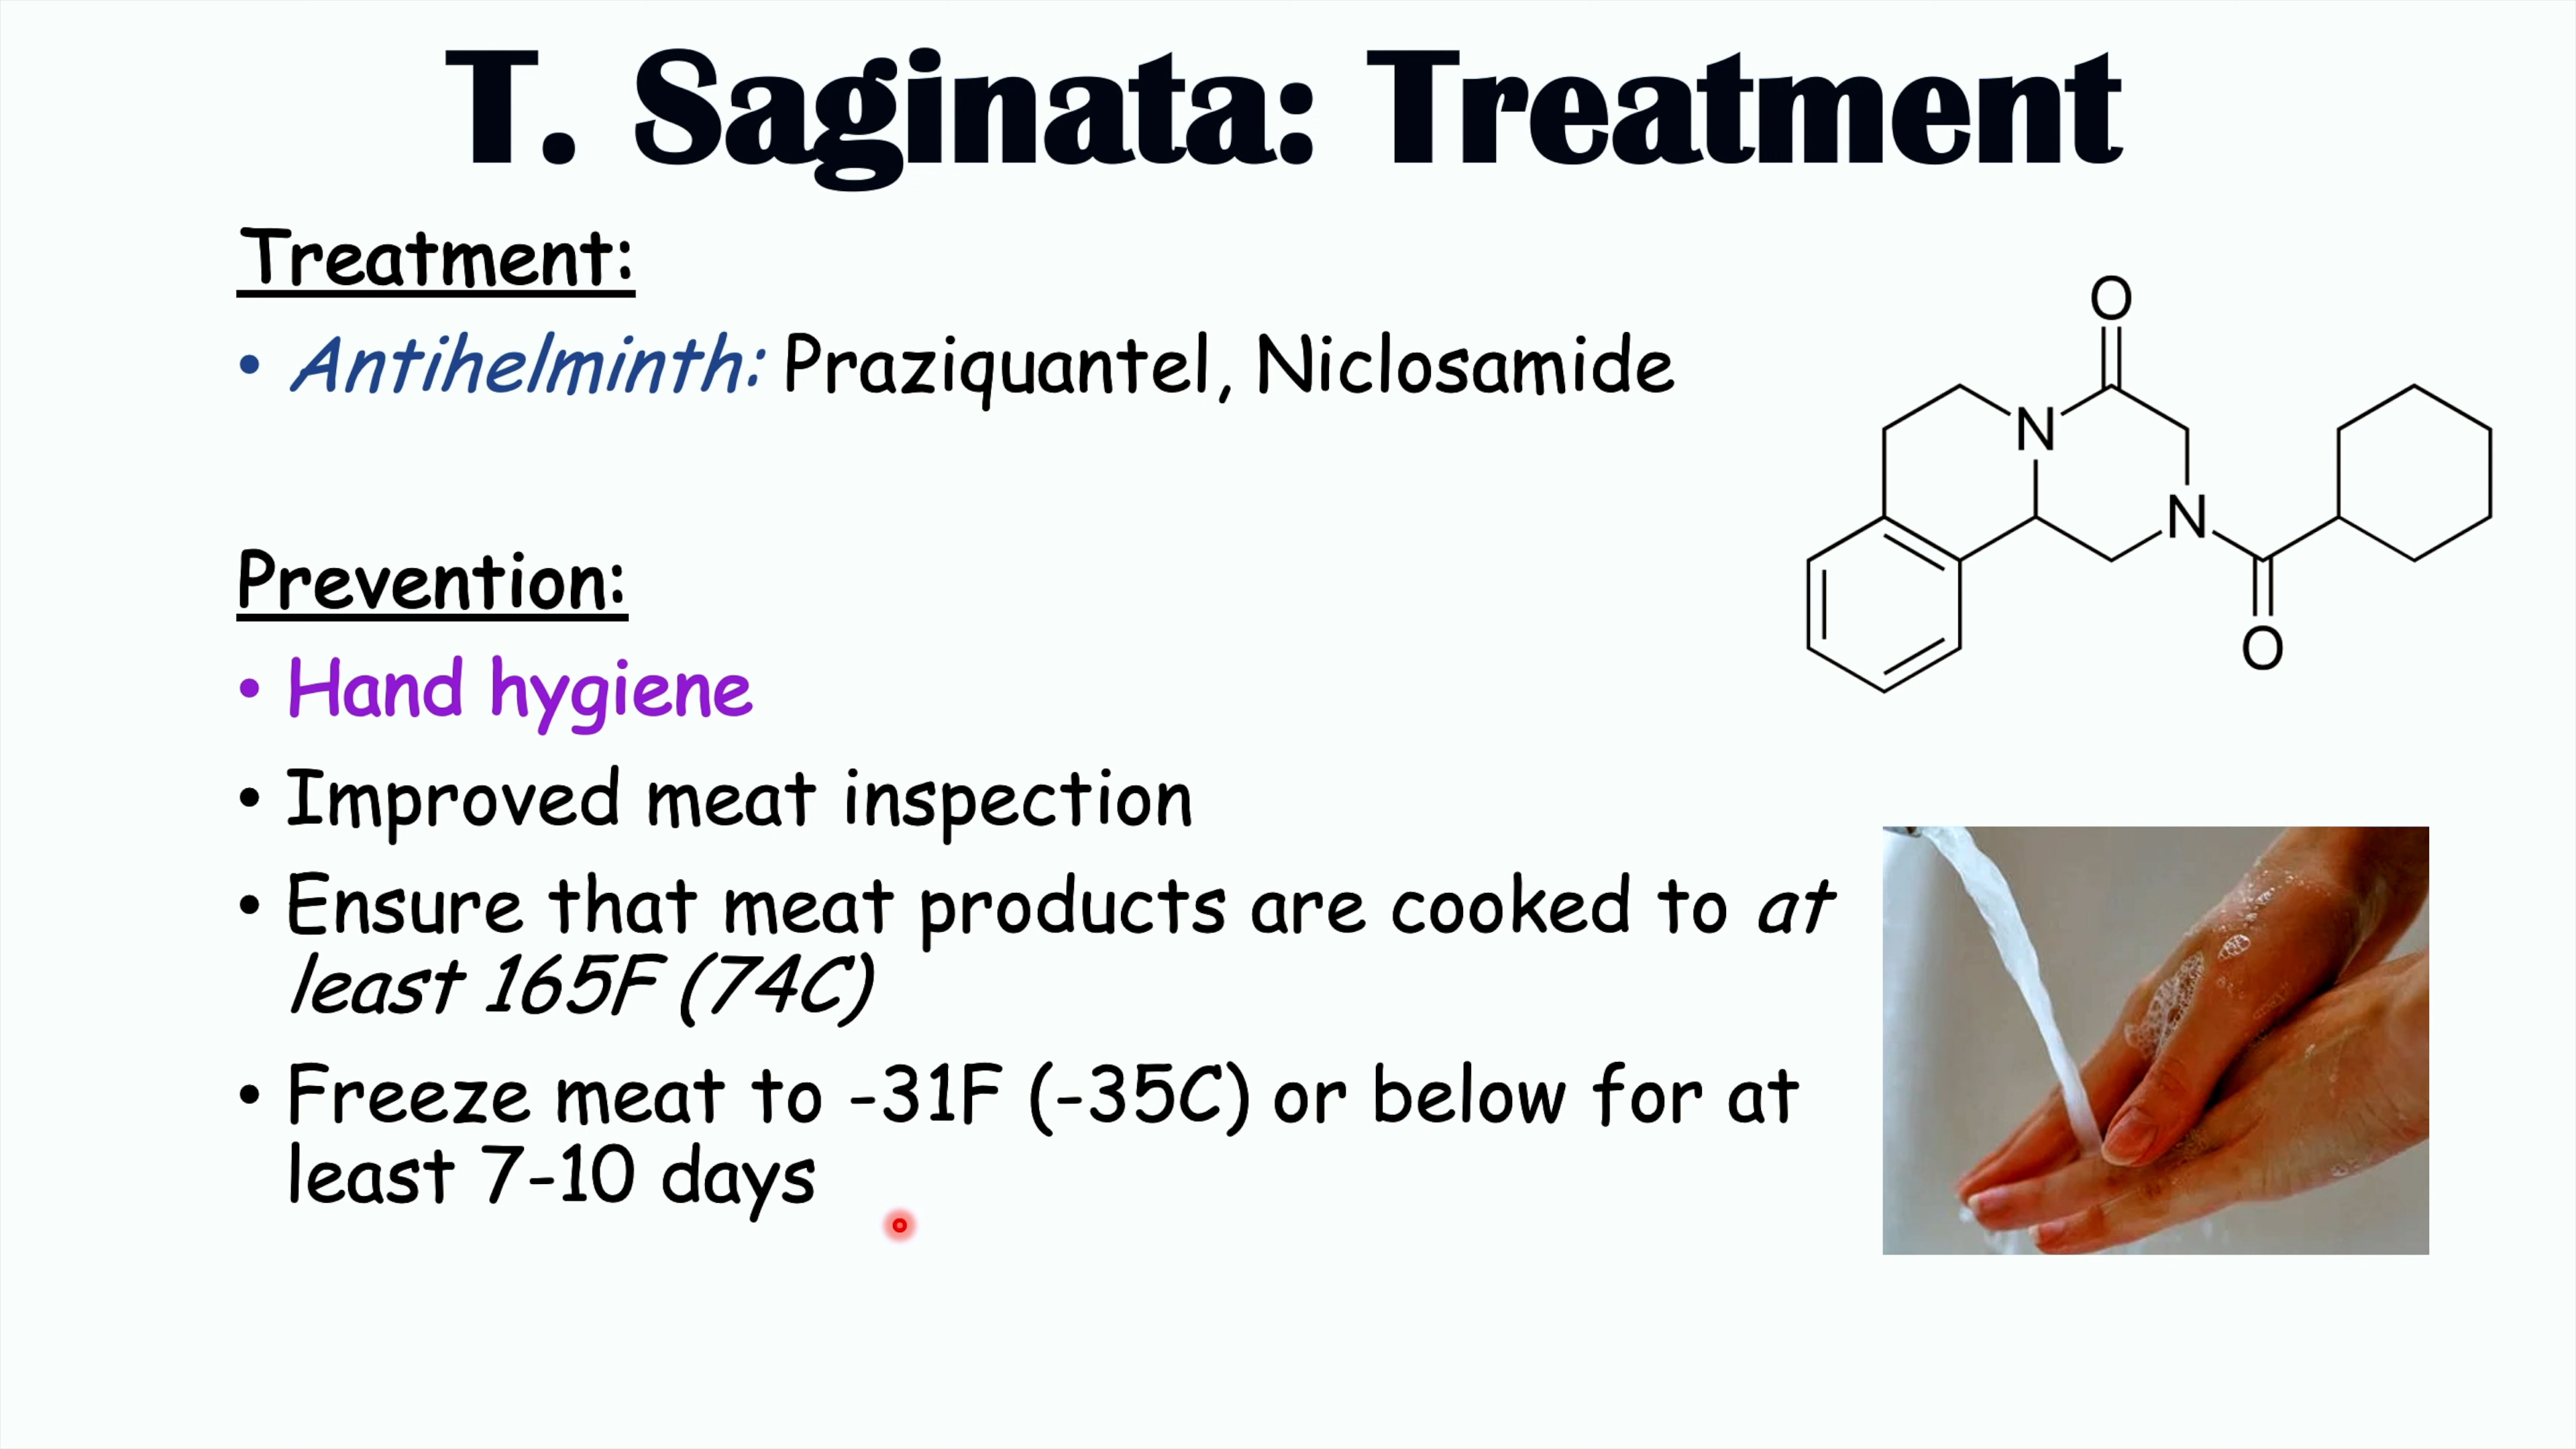 T. Saginata: Treatment
Treatment:
• Antihelminth: Praziquantel, Niclosamide
Prevention:
• Hand hygiene
• Improved meat inspection
• Ensure that meat products are cooked to at
least 165F (74C)
• Freeze meat to -31F (-35C) or below for at
least 7-10 days
O
N
N
O